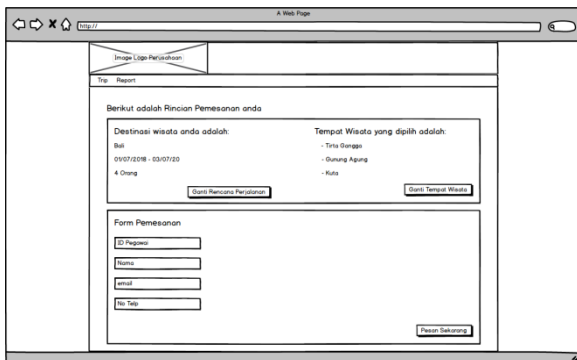 A Web Page
http://
Image Logo Perusahaan
Trip Report
Berikut adalah Rincian Pemesanan anda
Destinasi wisata anda adalah:
Bali
01/07/2018 - 03/07/20
4 Orang
Ganti Rencana Perjalanan
Tempat Wisata yang dipilih adalah:
- Tirta Gangga
- Gunung Agung
- Kuta
Ganti Tempat Wisata
Form Pemesanan
ID Pegawai
Nama
email
No Telp
Pesan Sekarang